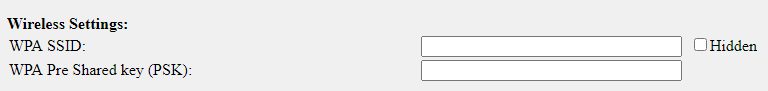 Wireless Settings:
WPA SSID: Hidden
WPA Pre Shared key (PSK):